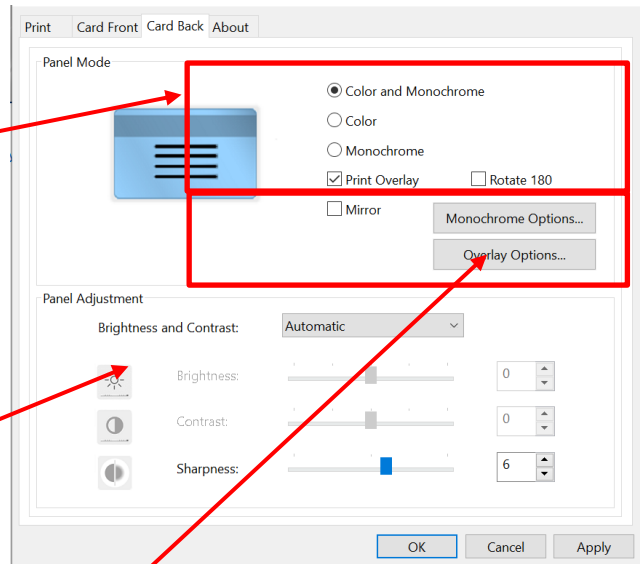 Print Card Front Card Back About
Panel Mode
Color and Monochrome
Color
Monochrome
Print Overlay Rotate 180
Mirror Monochrome Options...
Overlay Options...
Panel Adjustment
Brightness and Contrast: Automatic
Brightness: 0
Contrast: 0
Sharpness: 6
OK Cancel Apply